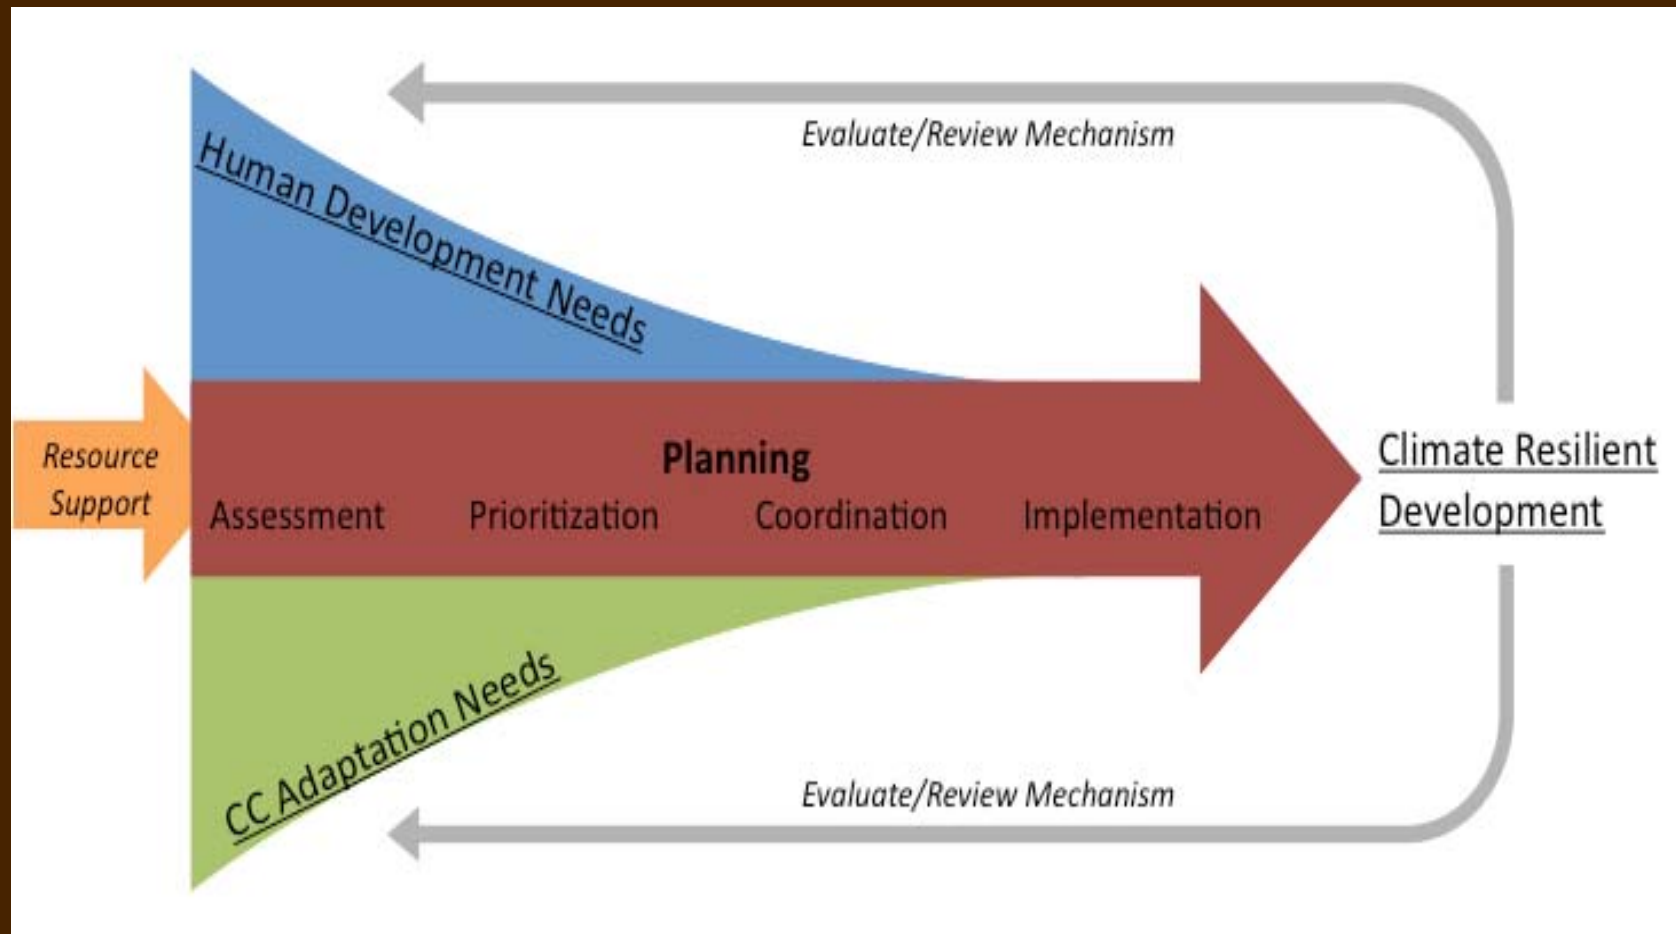 Evaluate/Review Mechanism
Human Development Needs
Resource
Support
Planning
Assessment Prioritization Coordination Implementation
Climate Resilient
Development
CC Adaptation Needs
Evaluate/Review Mechanism